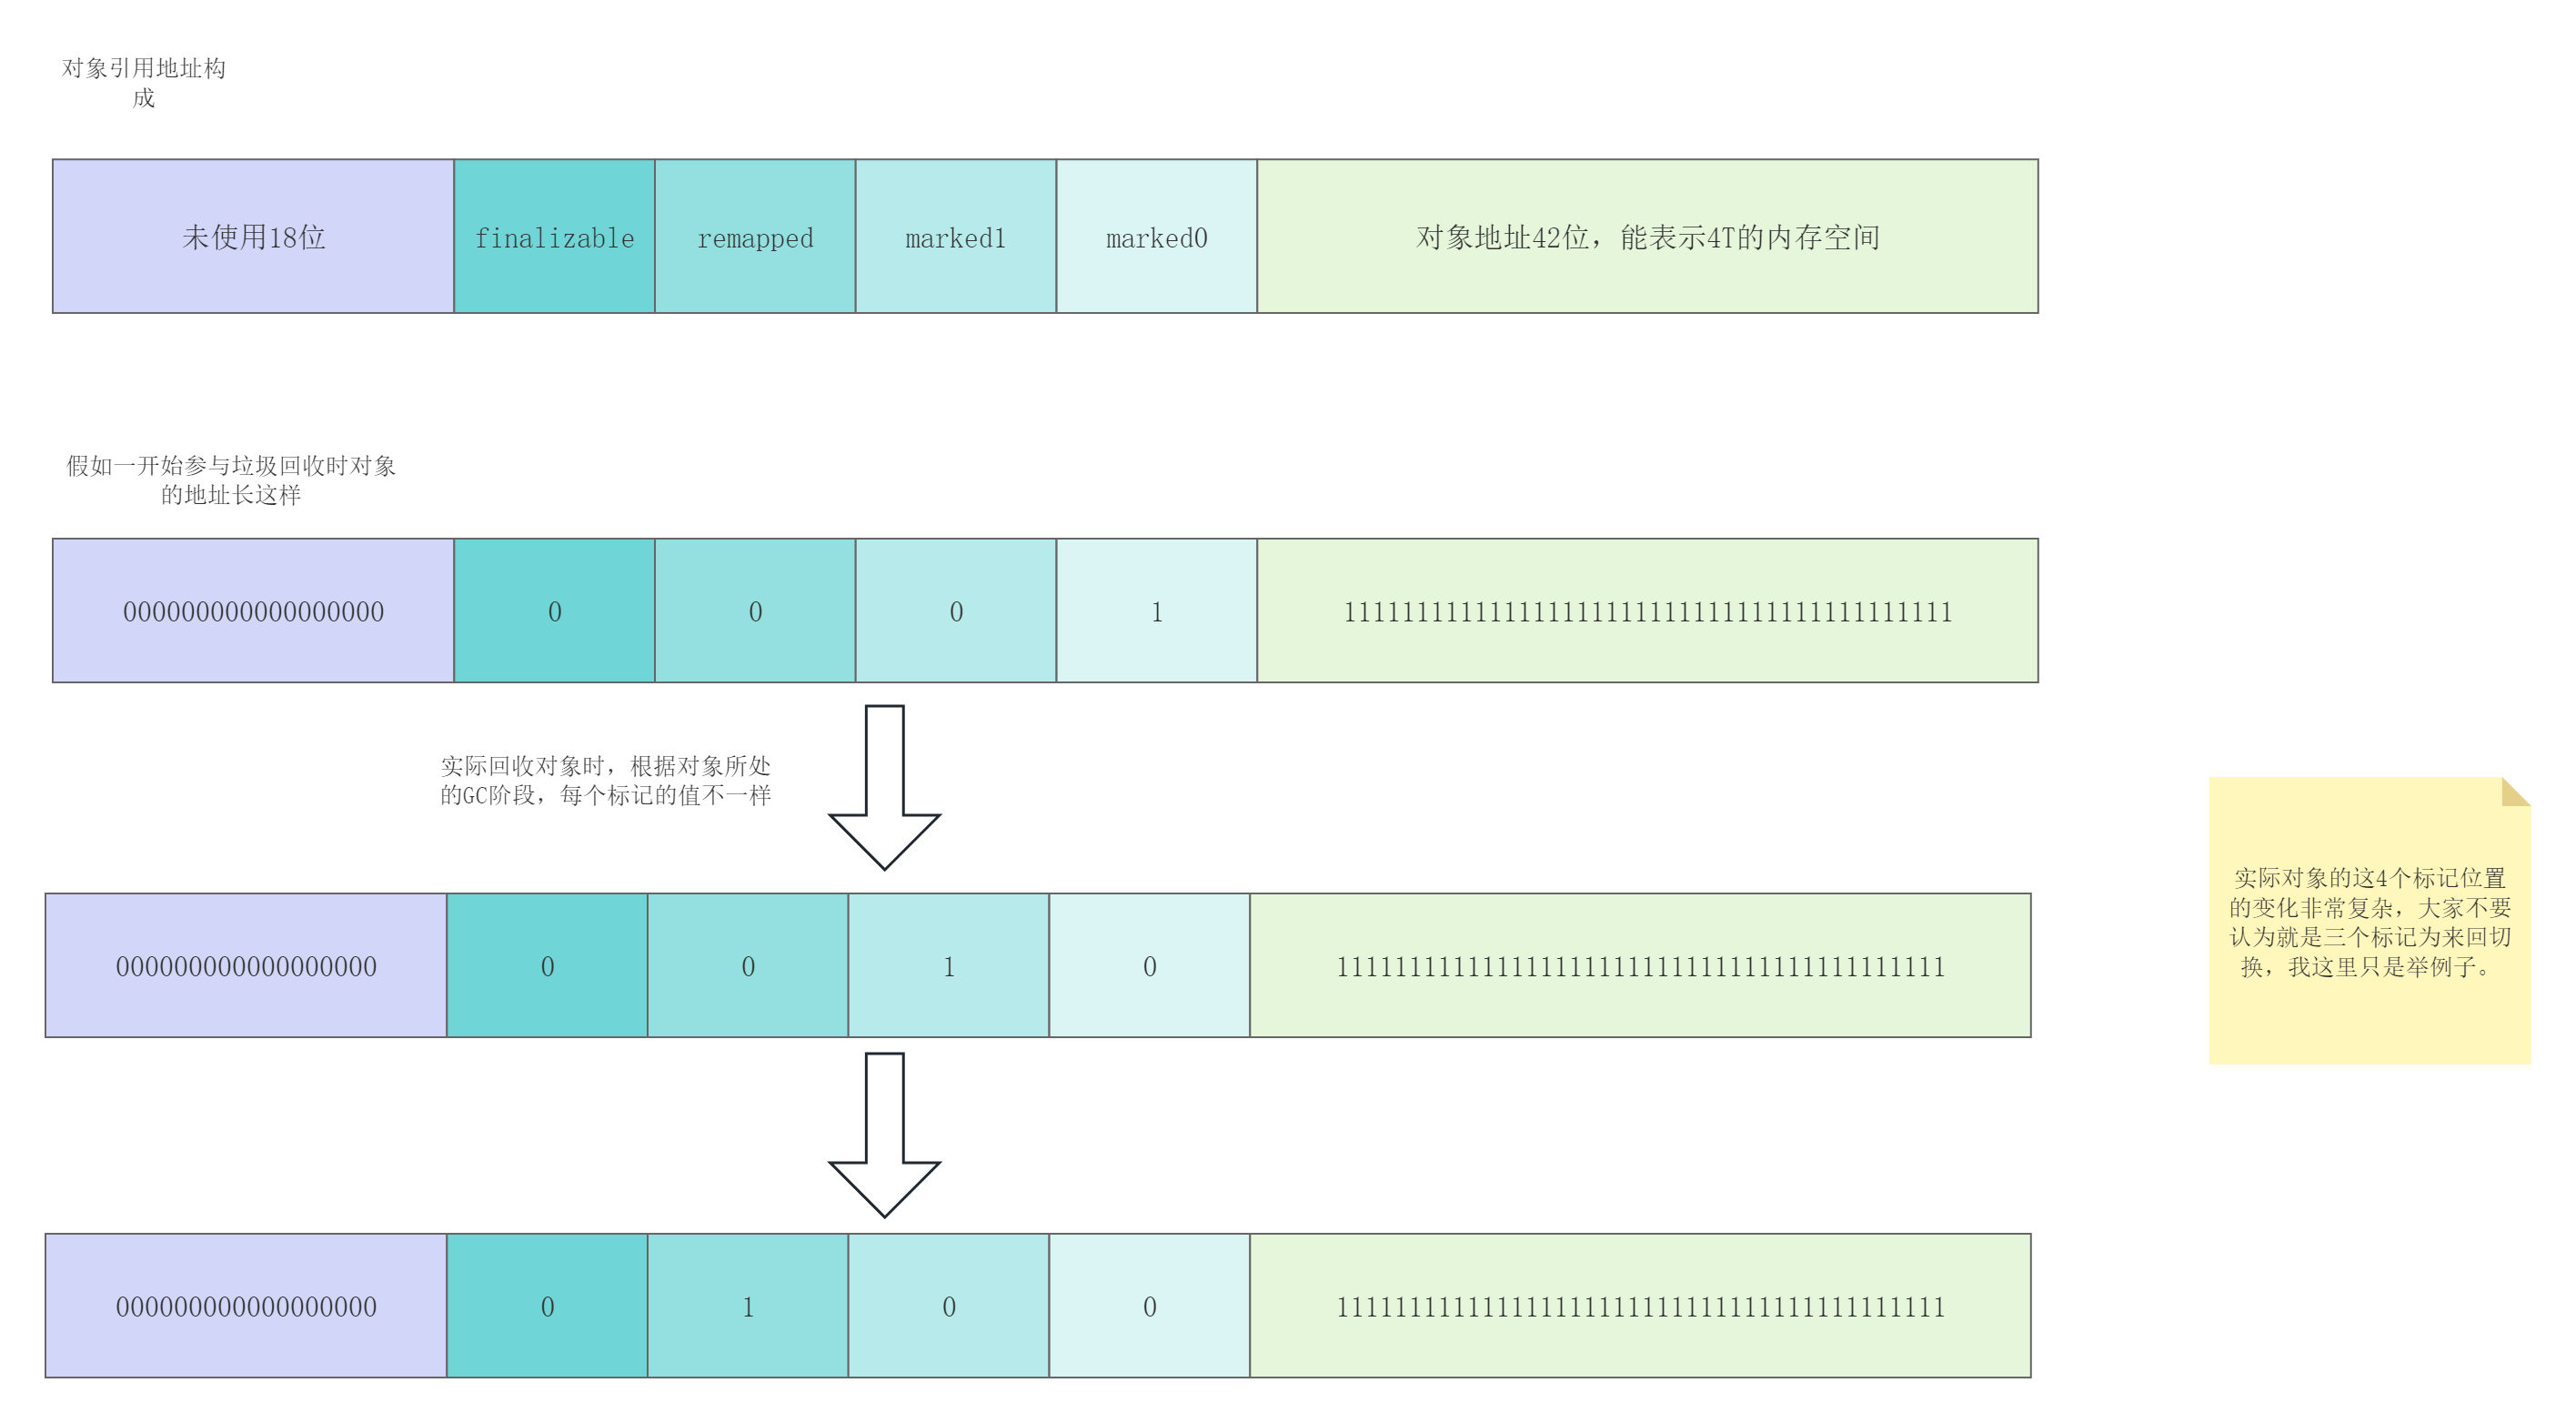 对象引用地址构
成
未使用18位
finalizable
remapped
marked1
marked0
对象地址42位，能表示4T的内存空间
假如一开始参与垃圾回收时对象
的地址长这样
000000000000000000
0
0
0
1
111111111111111111111111111111111111111111
实际回收对象时，根据对象所处
的GC阶段，每个标记的值不一样
000000000000000000
0
0
1
0
111111111111111111111111111111111111111111
实际对象的这4个标记位置
的变化非常复杂，大家不要
认为就是三个标记为来回切
换，我这里只是举例子。
000000000000000000
0
1
0
0
111111111111111111111111111111111111111111